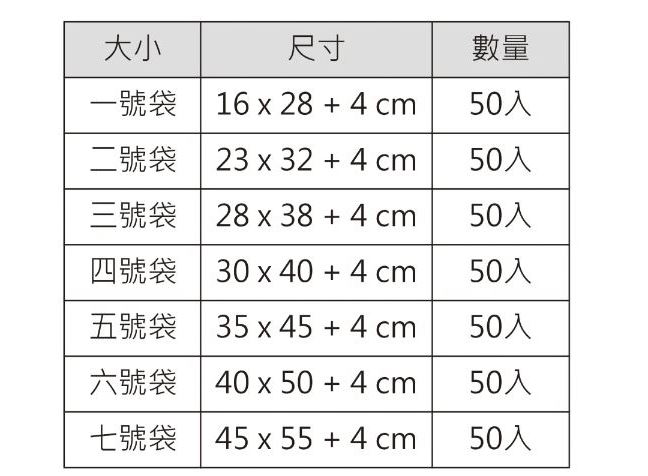 大小 尺寸 數量
一號袋 16 x 28 + 4 cm 50入
二號袋 23 x 32 + 4 cm 50入
三號袋 28 x 38 + 4 cm 50入
四號袋 30 x 40 + 4 cm 50入
五號袋 35 x 45 + 4 cm 50入
六號袋 40 x 50 + 4 cm 50入
七號袋 45 x 55 + 4 cm 50入